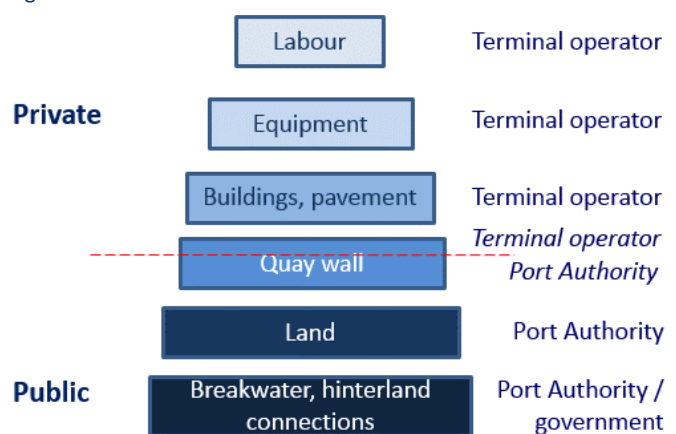 Labour Terminal operator
Private
Equipment Terminal operator
Buildings, pavement Terminal operator
Terminal operator
Quay wall
Port Authority
Land Port Authority
Public
Breakwater, hinterland Port Authority /
connections government